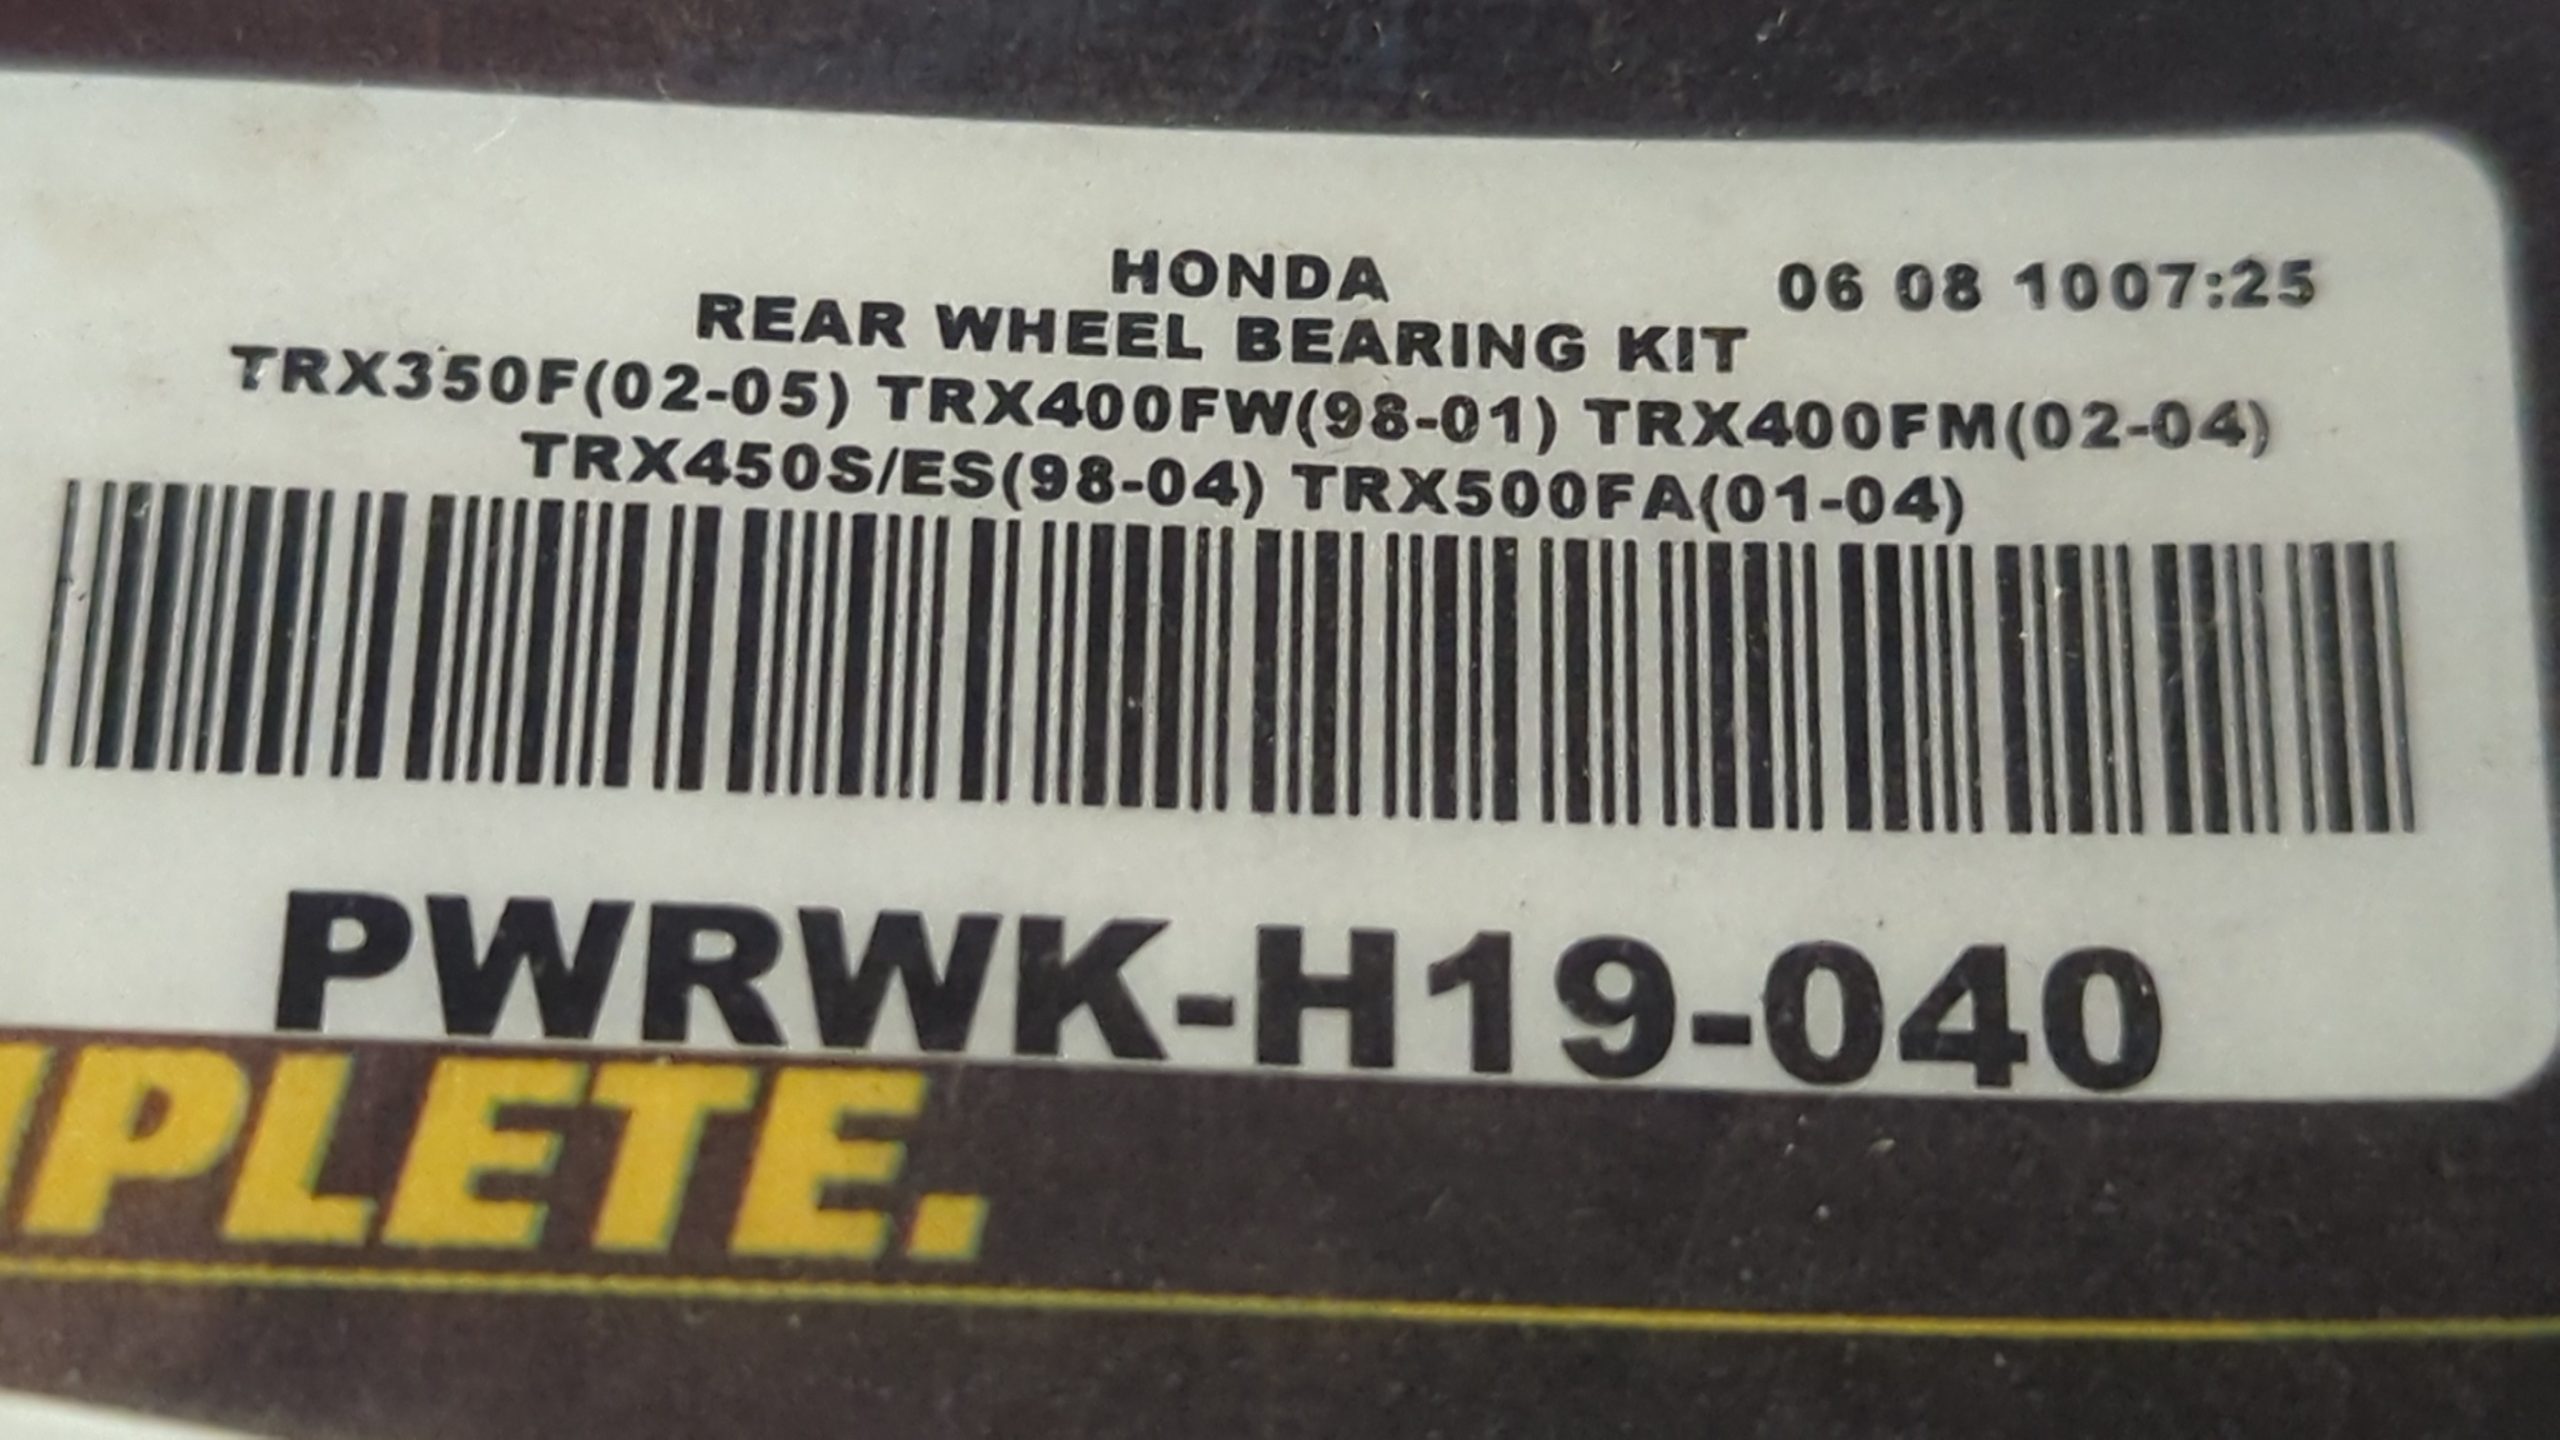 HONDA
06 08 1007:25
REAR WHEEL BEARING KIT
TRX350F(02-05) TRX400FW(98-01) TRX400FM(02-04)
TRX450S/ES(98-04) TRX500FA(01-04)
PWRWK-H19-040
MPLETE.